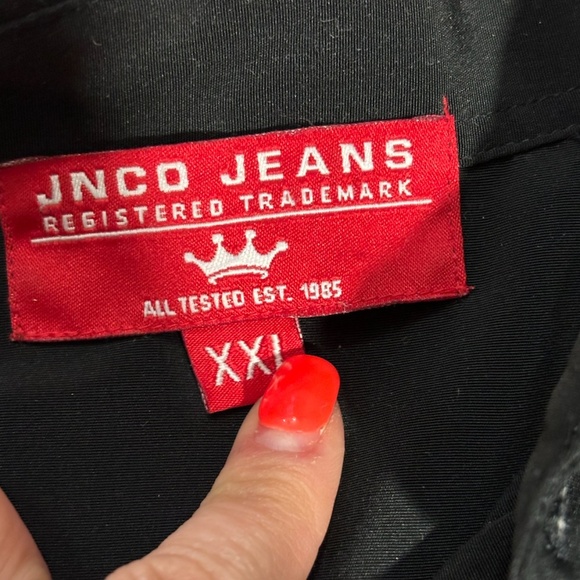 JNCO JEANS
REGISTERED TRADEMARK
ALL TESTED EST. 1985
XXL